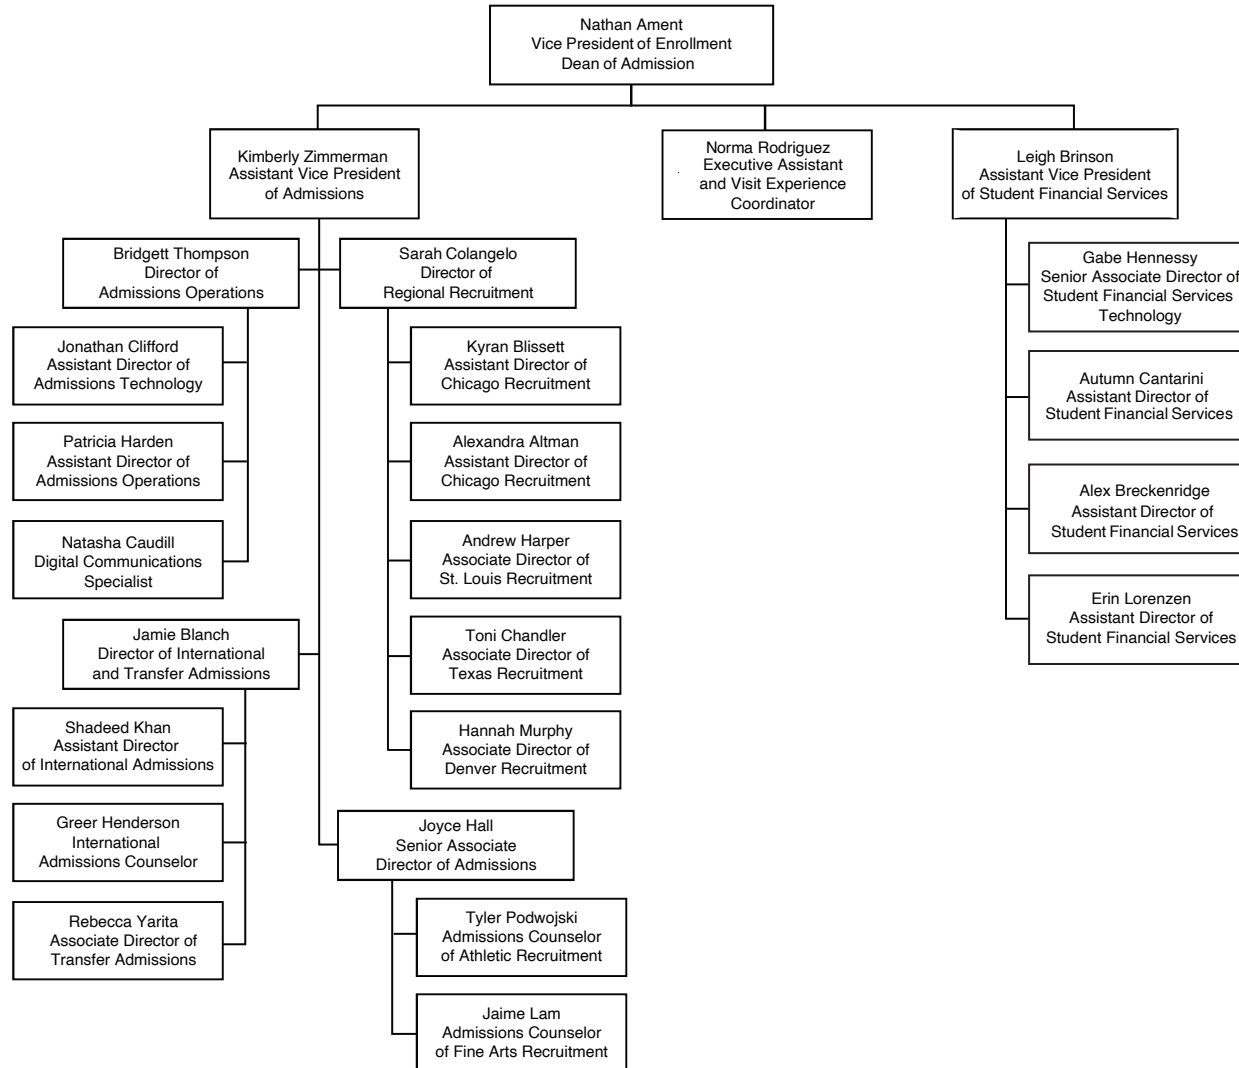 Nathan Ament
Vice President of Enrollment
Dean of Admission
Kimberly Zimmerman
Assistant Vice President
of Admissions
Norma Rodriguez
Executive Assistant
and Visit Experience
Coordinator
Leigh Brinson
Assistant Vice President
of Student Financial Services
Bridgett Thompson
Director of
Admissions Operations
Jonathan Clifford
Assistant Director of
Admissions Technology
Patricia Harden
Assistant Director of
Admissions Operations
Natasha Caudill
Digital Communications
Specialist
Sarah Colangelo
Director of
Regional Recruitment
Kyran Blissett
Assistant Director of
Chicago Recruitment
Alexandra Altman
Assistant Director of
Chicago Recruitment
Andrew Harper
Associate Director of
St. Louis Recruitment
Toni Chandler
Associate Director of
Texas Recruitment
Hannah Murphy
Associate Director of
Denver Recruitment
Jamie Blanch
Director of International
and Transfer Admissions
Shadeed Khan
Assistant Director
of International Admissions
Greer Henderson
International
Admissions Counselor
Rebecca Yarita
Associate Director of
Transfer Admissions
Joyce Hall
Senior Associate
Director of Admissions
Tyler Podwojski
Admissions Counselor
of Athletic Recruitment
Jaime Lam
Admissions Counselor
of Fine Arts Recruitment
Gabe Hennessy
Senior Associate Director of
Student Financial Services
Technology
Autumn Cantarini
Assistant Director of
Student Financial Services
Alex Breckenridge
Assistant Director of
Student Financial Services
Erin Lorenzen
Assistant Director of
Student Financial Services